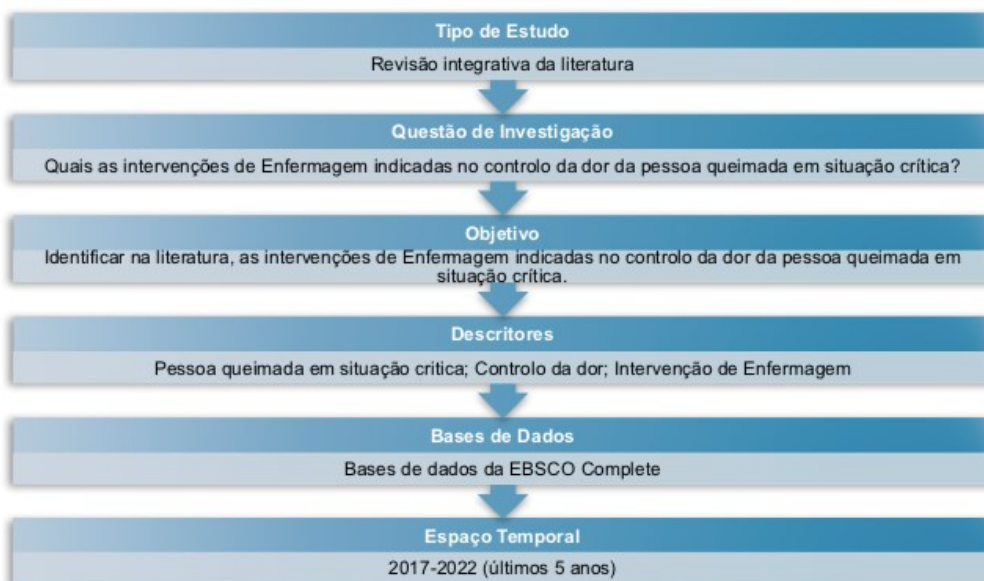 Tipo de Estudo
Revisão integrativa da literatura
Questão de Investigação
Quais as intervenções de Enfermagem indicadas no controlo da dor da pessoa queimada em situação crítica?
Objetivo
Identificar na literatura, as intervenções de Enfermagem indicadas no controlo da dor da pessoa queimada em
situação crítica.
Descritores
Pessoa queimada em situação critica; Controlo da dor; Intervenção de Enfermagem
Bases de Dados
Bases de dados da EBSCO Complete
Espaço Temporal
2017-2022 (últimos 5 anos)